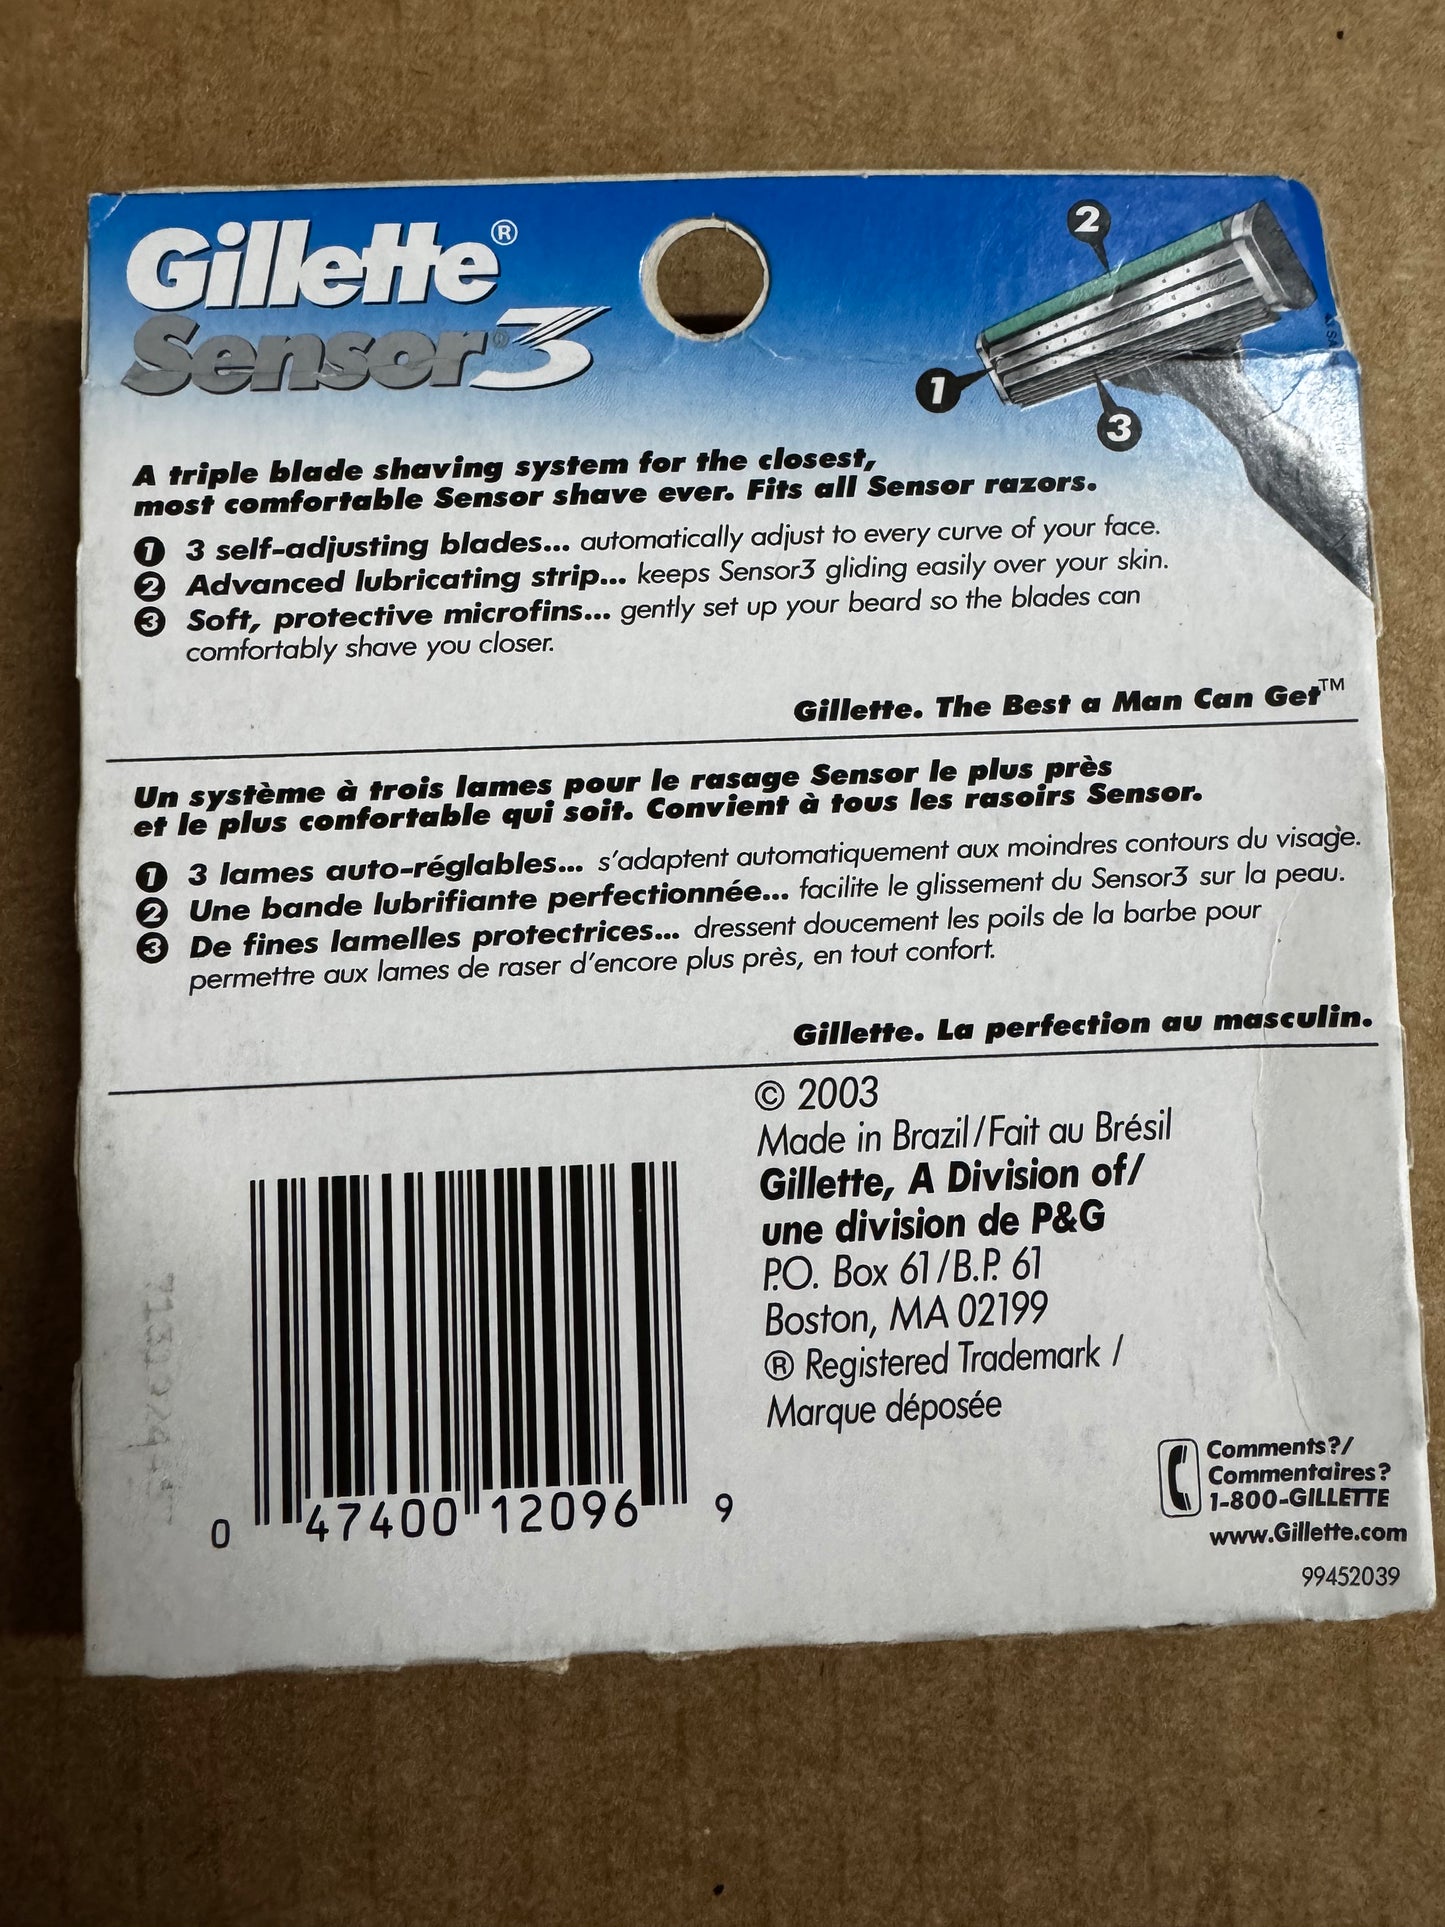 Gillette®
Sensor®3
2
1
3
A triple blade shaving system for the closest,
most comfortable Sensor shave ever. Fits all Sensor razors.
1 3 self-adjusting blades... automatically adjust to every curve of your face.
2 Advanced lubricating strip... keeps Sensor3 gliding easily over your skin.
3 Soft, protective microfins... gently set up your beard so the blades can
comfortably shave you closer.
Gillette. The Best a Man Can Get™
Un système à trois lames pour le rasage Sensor le plus près
et le plus confortable qui soit. Convient à tous les rasoirs Sensor.
1 3 lames auto-réglables... s'adaptent automatiquement aux moindres contours du visage.
2 Une bande lubrifiante perfectionnée... facilite le glissement du Sensor3 sur la peau.
3 De fines lamelles protectrices... dressent doucement les poils de la barbe pour
permettre aux lames de raser d'encore plus près, en tout confort.
Gillette. La perfection au masculin.
© 2003
Made in Brazil/Fait au Brésil
Gillette, A Division of/
une division de P&G
P.O. Box 61/B.P. 61
Boston, MA 02199
® Registered Trademark /
Marque déposée
0 47400 12096 9
Comments?/
Commentaires?
1-800-GILLETTE
www.Gillette.com
99452039